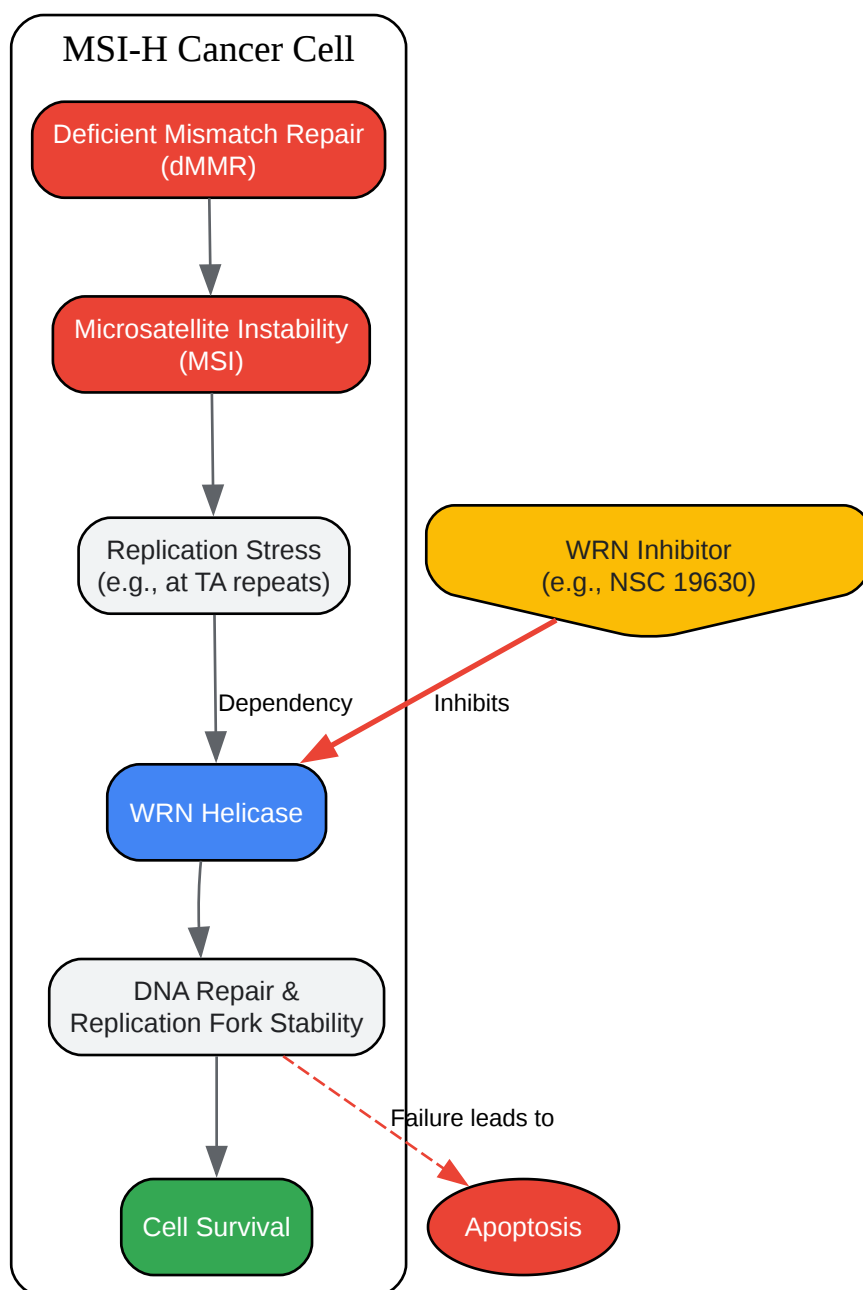 MSI-H Cancer Cell
Deficient Mismatch Repair
(dMMR)
Microsatellite Instability
(MSI)
Replication Stress
(e.g., at TA repeats)
WRN Inhibitor
(e.g., NSC 19630)
Dependency
Inhibits
WRN Helicase
DNA Repair &
Replication Fork Stability
Failure leads to
Cell Survival
Apoptosis